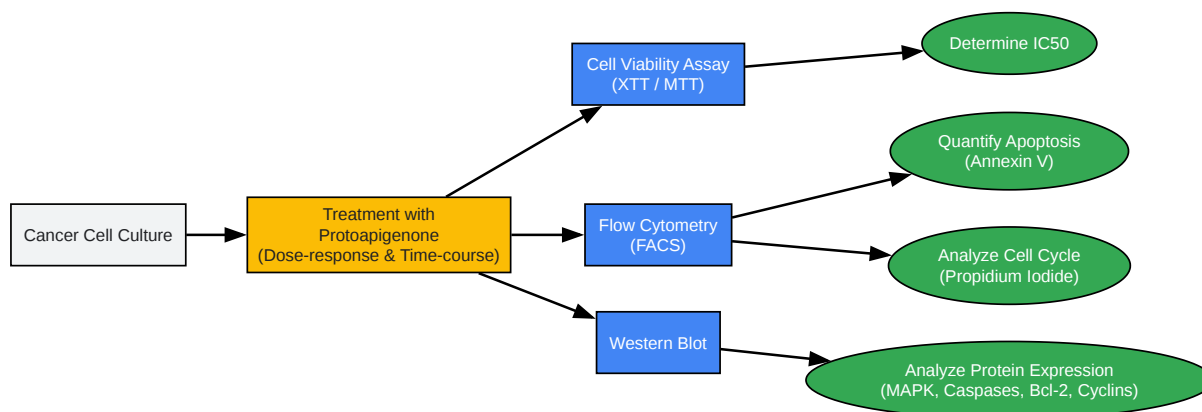 Cancer Cell Culture
Treatment with
Protoapigenone
(Dose-response & Time-course)
Cell Viability Assay
(XTT / MTT)
Flow Cytometry
(FACS)
Western Blot
Determine IC50
Quantify Apoptosis
(Annexin V)
Analyze Cell Cycle
(Propidium Iodide)
Analyze Protein Expression
(MAPK, Caspases, Bcl-2, Cyclins)